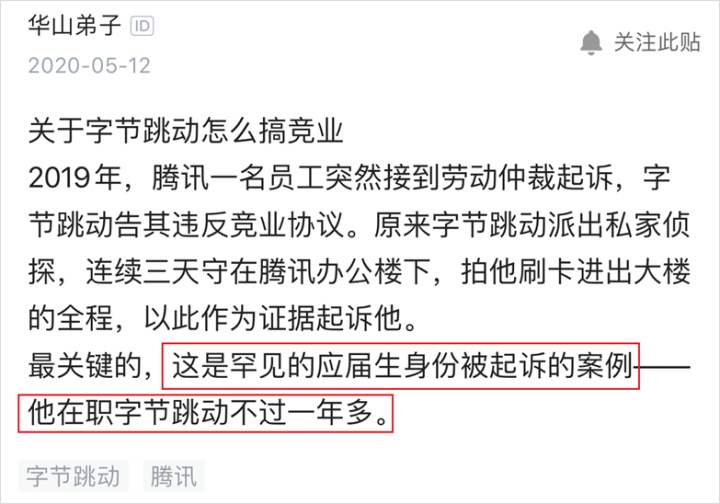 华山弟子 ID
关注此贴
2020-05-12
关于字节跳动怎么搞竞业
2019年，腾讯一名员工突然接到劳动仲裁起诉，字
节跳动告其违反竞业协议。原来字节跳动派出私家侦
探，连续三天守在腾讯办公楼下，拍他刷卡进出大楼
的全程，以此作为证据起诉他。
最关键的，这是罕见的应届生身份被起诉的案例——
他在职字节跳动不过一年多。
字节跳动 腾讯